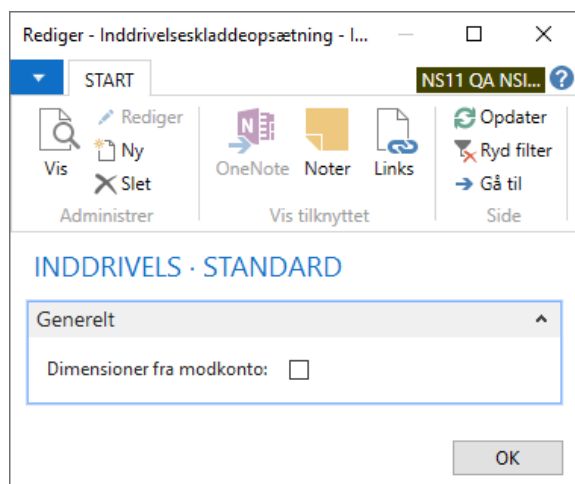 Rediger - Inddrivelseskladdeopsætning - I...
START
NS11 QA NSI...
Vis
Rediger
Ny
Slet
Administrer
OneNote
Noter
Links
Vis tilknyttet
Opdater
Ryd filter
Gå til
Side
INDDRIVELS · STANDARD
Generelt
Dimensioner fra modkonto:
OK